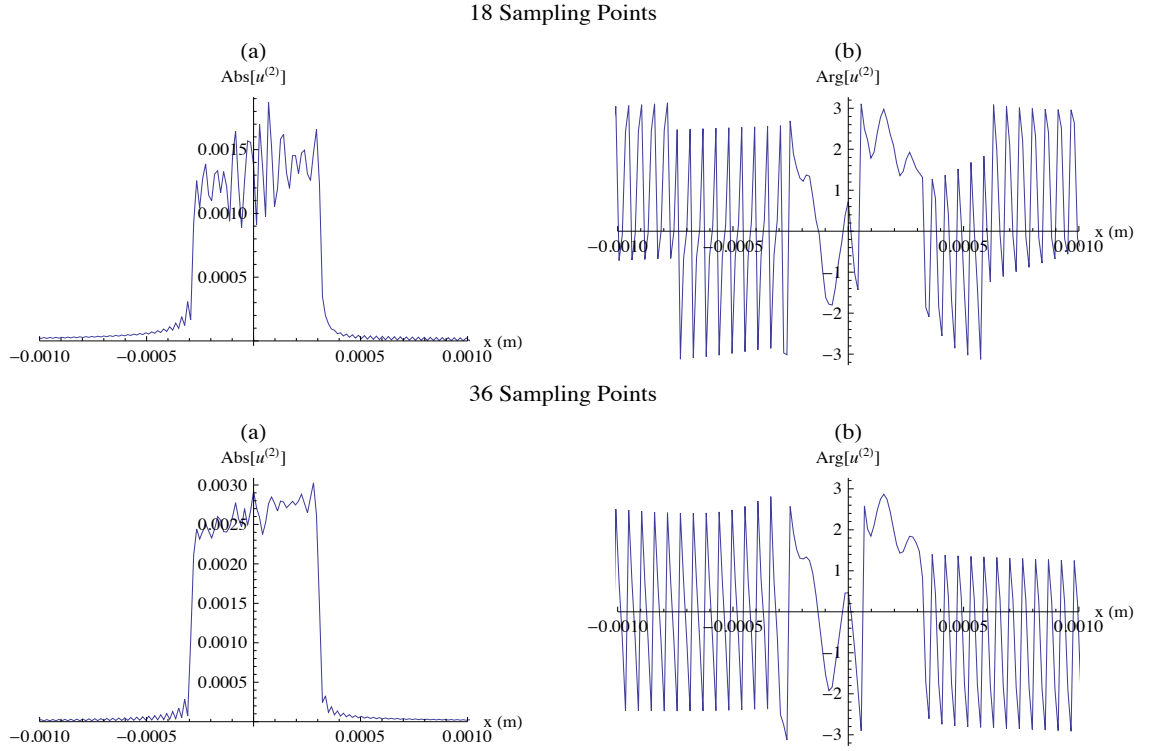 18 Sampling Points
(a)
Abs[u^(2)]
0.0015
0.0010
0.0005
−0.0010 −0.0005 0.0005 0.0010 x (m)
(b)
Arg[u^(2)]
3
2
1
−1
−2
−3
−0.0010 −0.0005 0.0005 0.0010 x (m)
36 Sampling Points
(a)
Abs[u^(2)]
0.0030
0.0025
0.0020
0.0015
0.0010
0.0005
−0.0010 −0.0005 0.0005 0.0010 x (m)
(b)
Arg[u^(2)]
3
2
1
−1
−2
−3
−0.0010 −0.0005 0.0005 0.0010 x (m)